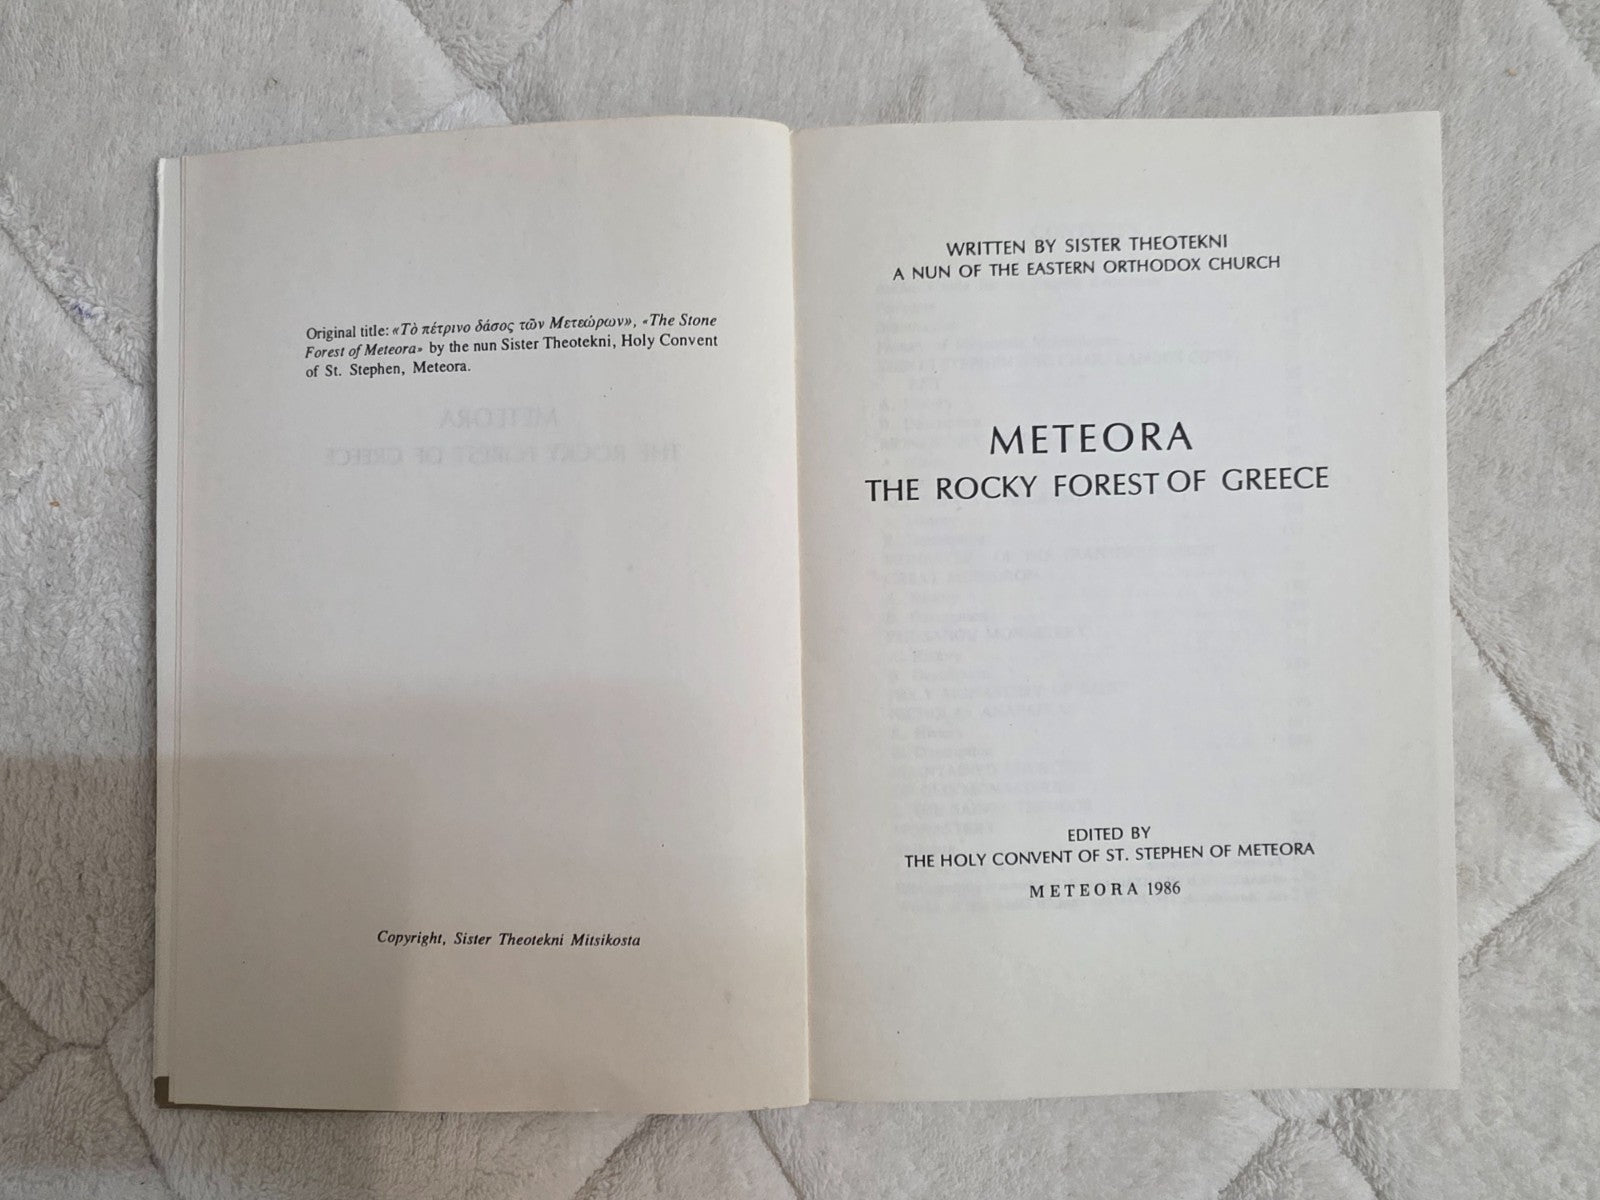 Original title: «Τὸ πέτρινο δάσος τῶν Μετεώρων», «The Stone
Forest of Meteora» by the nun Sister Theotekni, Holy Convent
of St. Stephen, Meteora.
Copyright, Sister Theotekni Mitsikosta
WRITTEN BY SISTER THEOTEKNI
A NUN OF THE EASTERN ORTHODOX CHURCH
METEORA
THE ROCKY FOREST OF GREECE
EDITED BY
THE HOLY CONVENT OF ST. STEPHEN OF METEORA
METEORA 1986